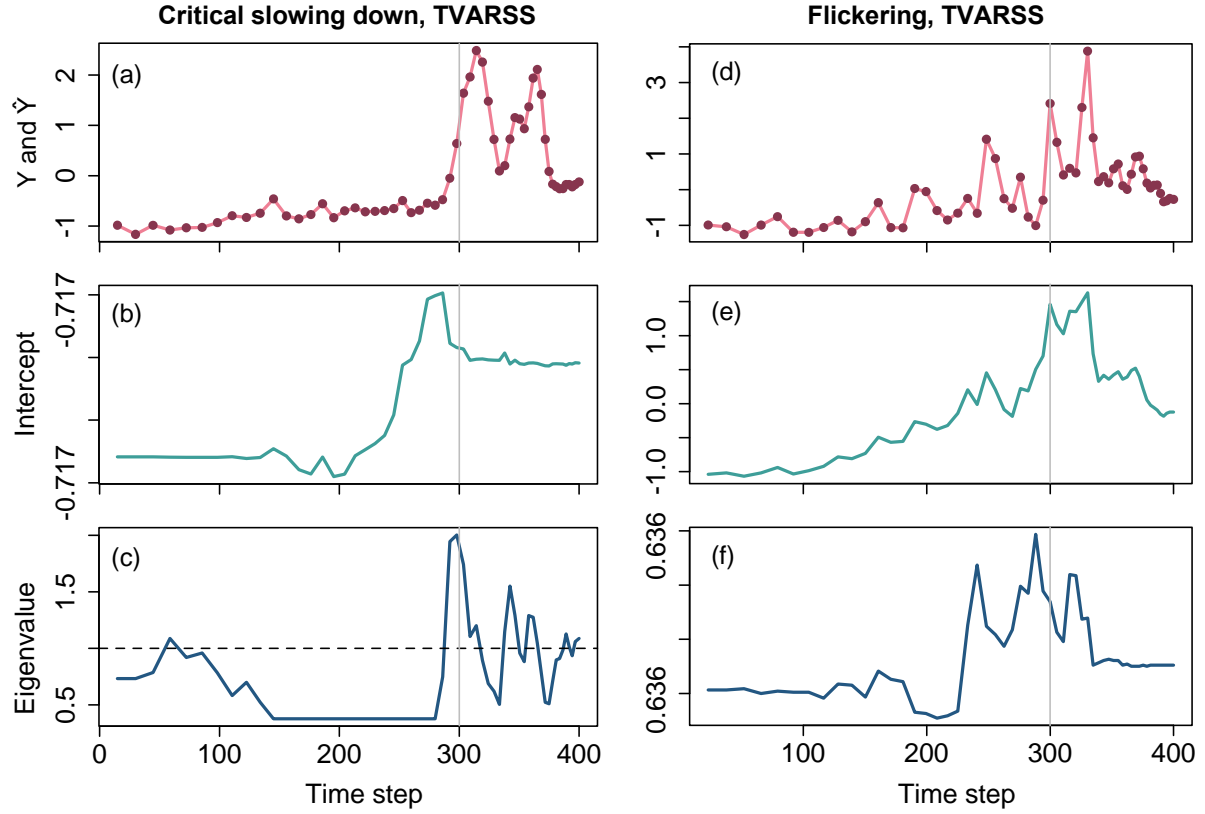 Critical slowing down, TVARSS
Flickering, TVARSS
(a)
Y and Ŷ
2
1
0
-1
(d)
3
1
-1
(b)
Intercept
-0.717
-0.717
(e)
1.0
0.0
-1.0
(c)
Eigenvalue
1.5
0.5
(f)
0.636
0.636
0 100 200 300 400
100 200 300 400
Time step
Time step